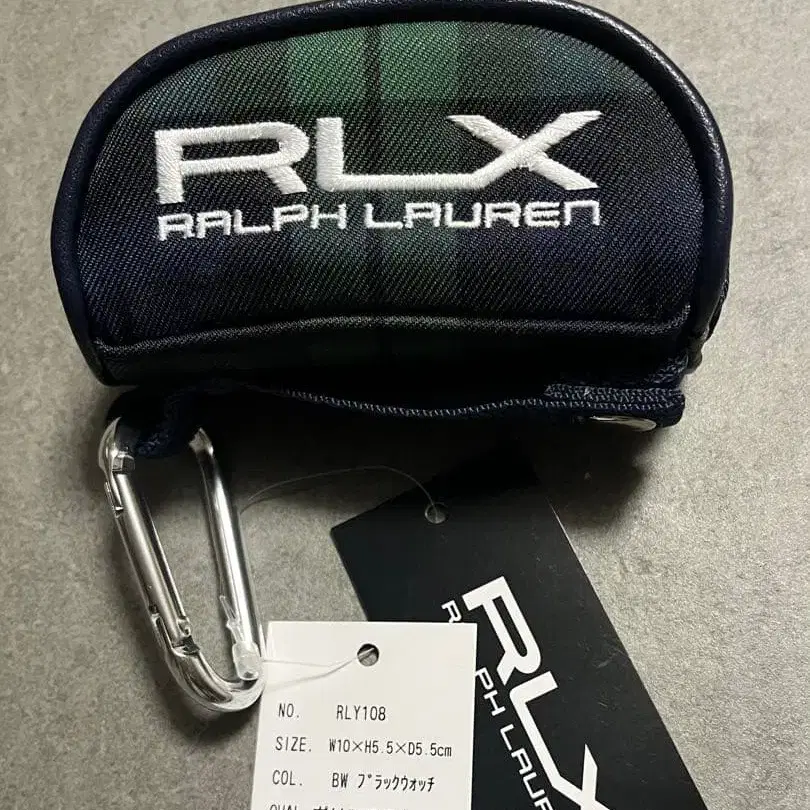 RLX
RALPH LAUREN
RLX
RALPH LAUREN
NO. RLY108
SIZE. W10×H5.5×D5.5cm
COL. BW ブラックウォッチ